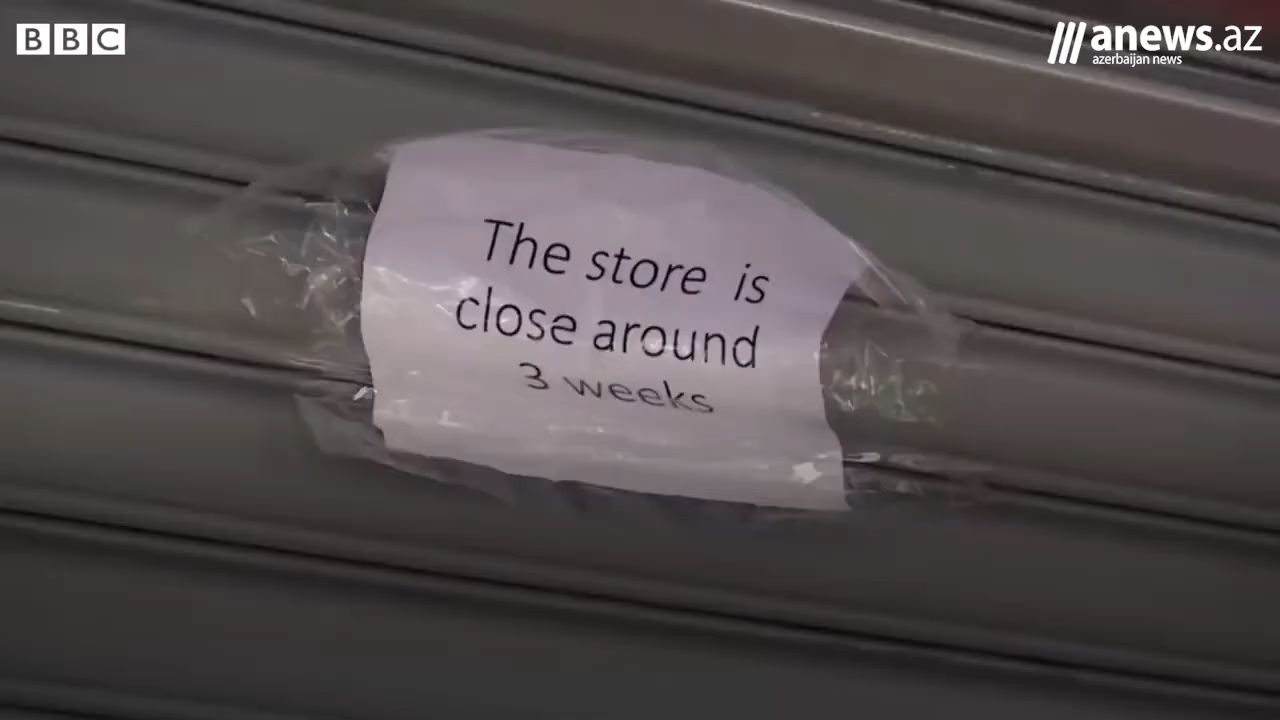 BBC
anews.az
azerbaijan news
The store is
close around
3 weeks